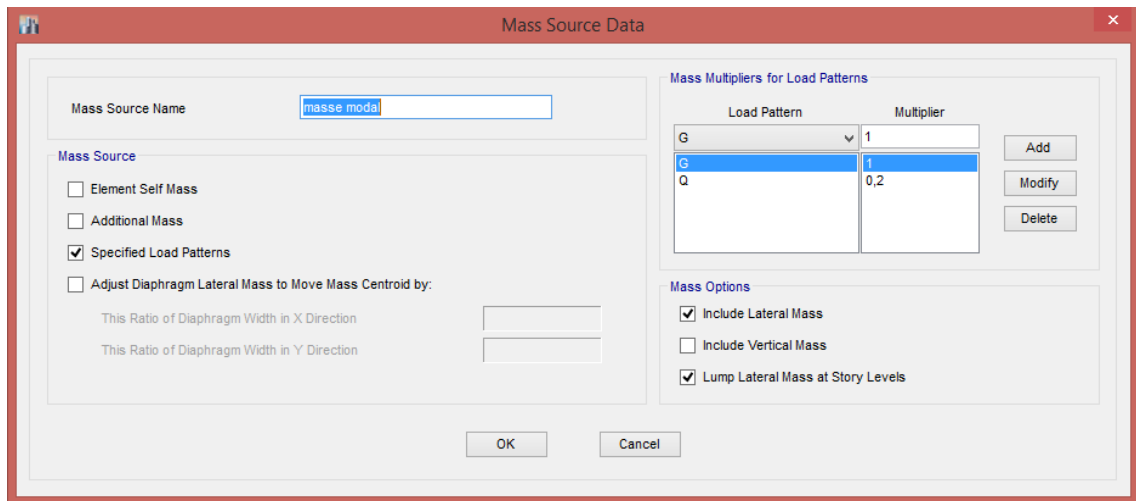 Mass Source Data
Mass Source Name
masse modal
Mass Source
Element Self Mass
Additional Mass
Specified Load Patterns
Adjust Diaphragm Lateral Mass to Move Mass Centroid by:
This Ratio of Diaphragm Width in X Direction
This Ratio of Diaphragm Width in Y Direction
Mass Multipliers for Load Patterns
Load Pattern Multiplier
G 1
G 1
Q 0,2
Add
Modify
Delete
Mass Options
Include Lateral Mass
Include Vertical Mass
Lump Lateral Mass at Story Levels
OK Cancel